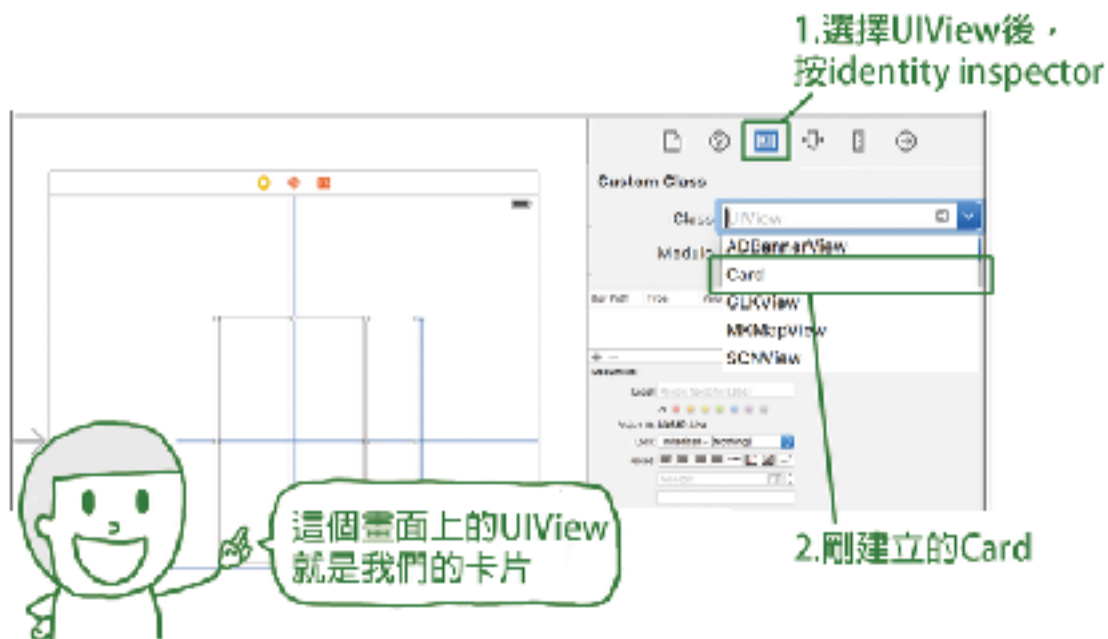 1.選擇UIView後，
按identity inspector
Custom Class
Class UIView
Module
ADBannerView
Card
CLKView
MKMapView
SCNView
這個畫面上的UIView
就是我們的卡片
2.剛建立的Card